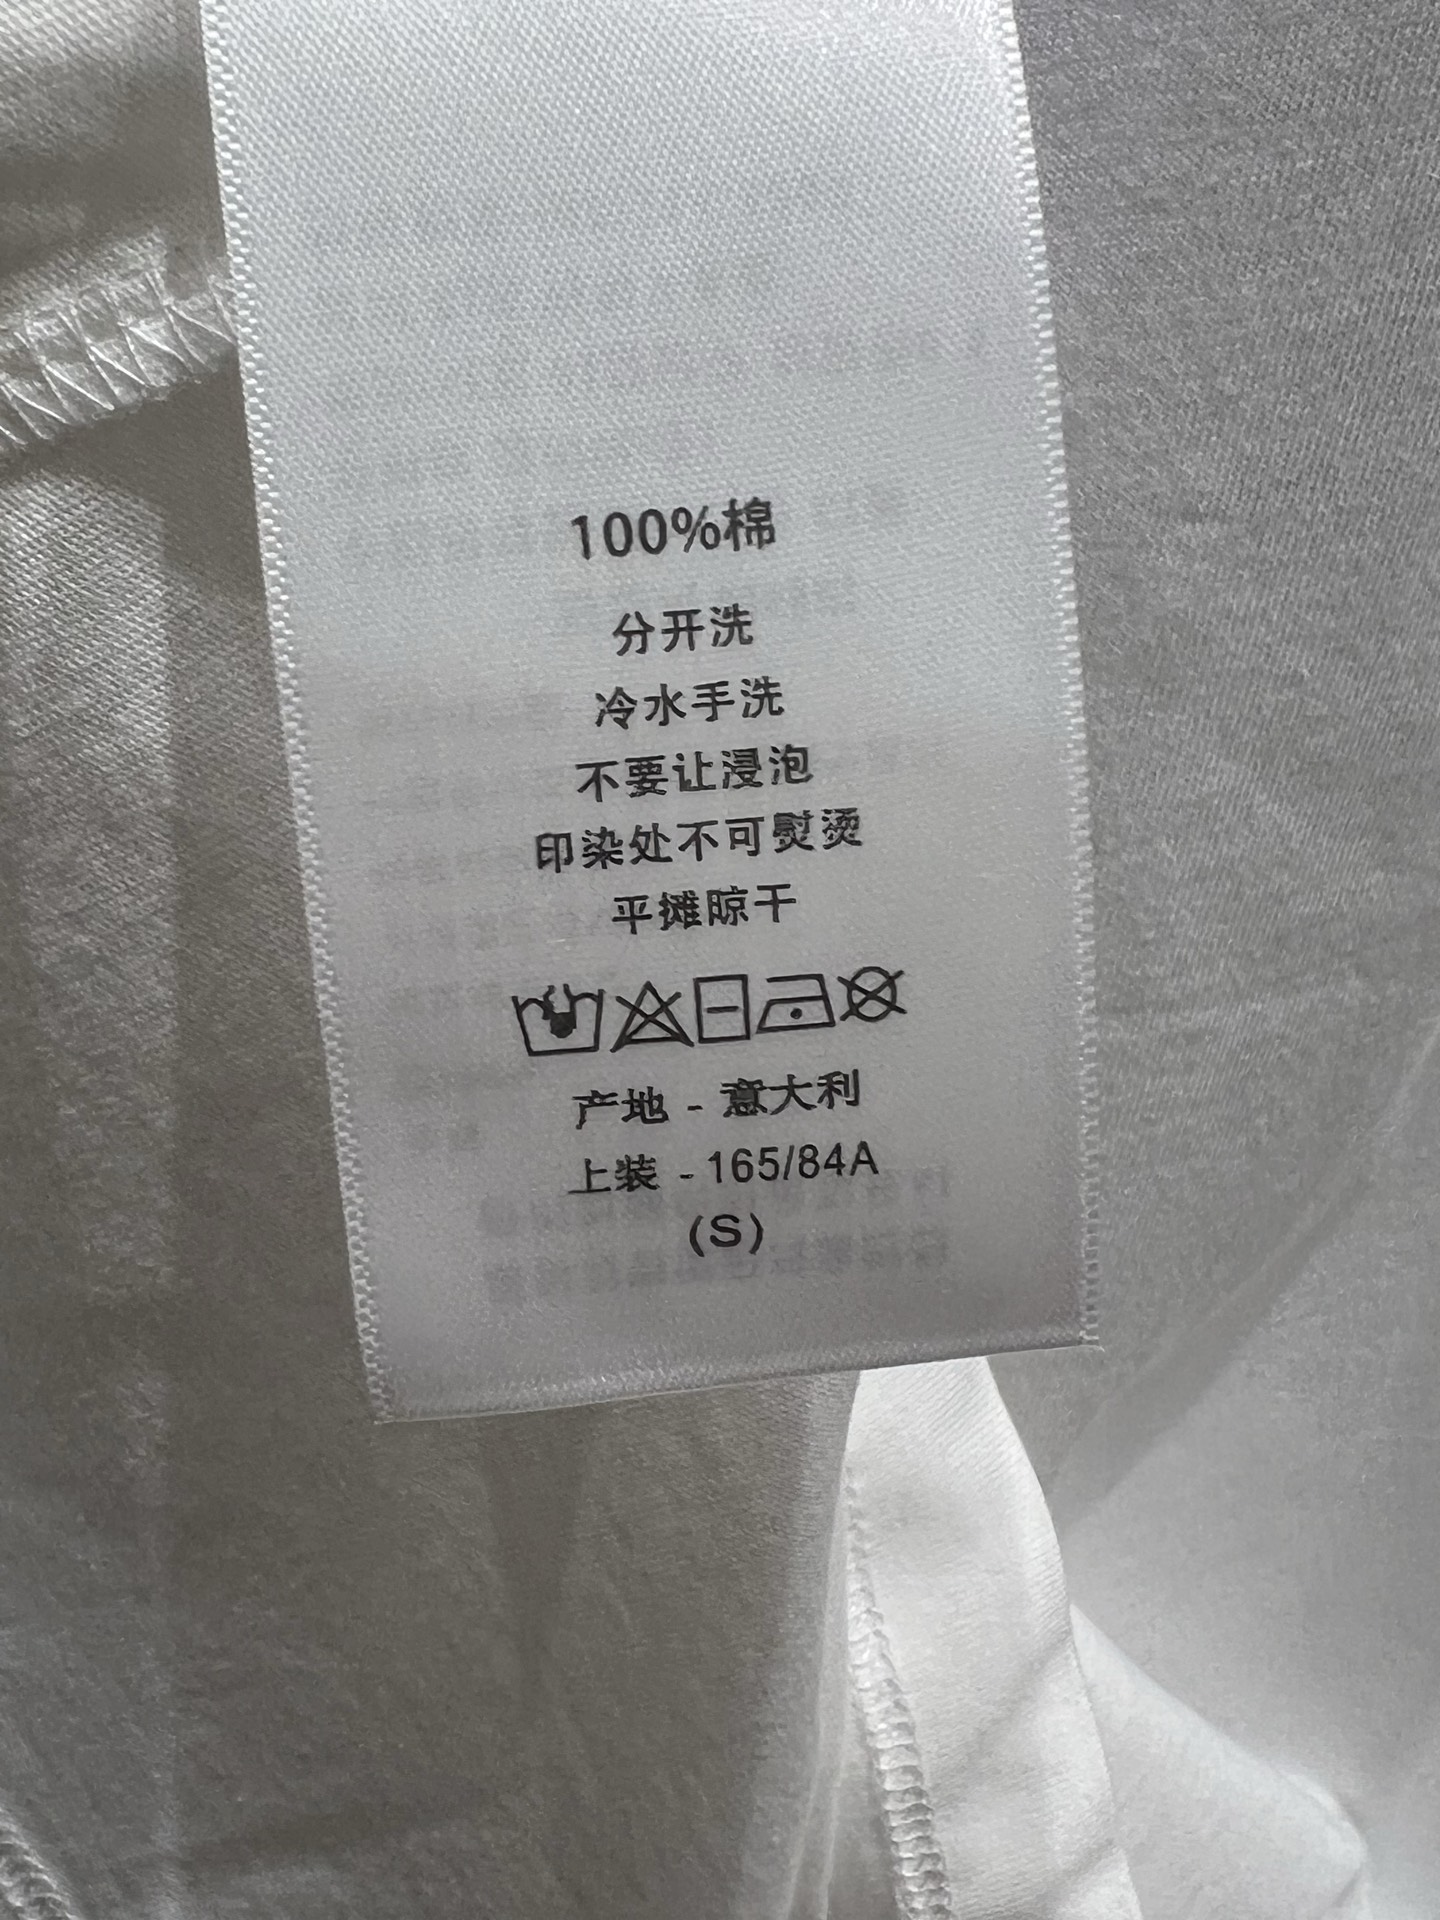 100%棉
分开洗
冷水手洗
不要让浸泡
印染处不可熨烫
平摊晾干
产地 - 意大利
上装 - 165/84A
(S)